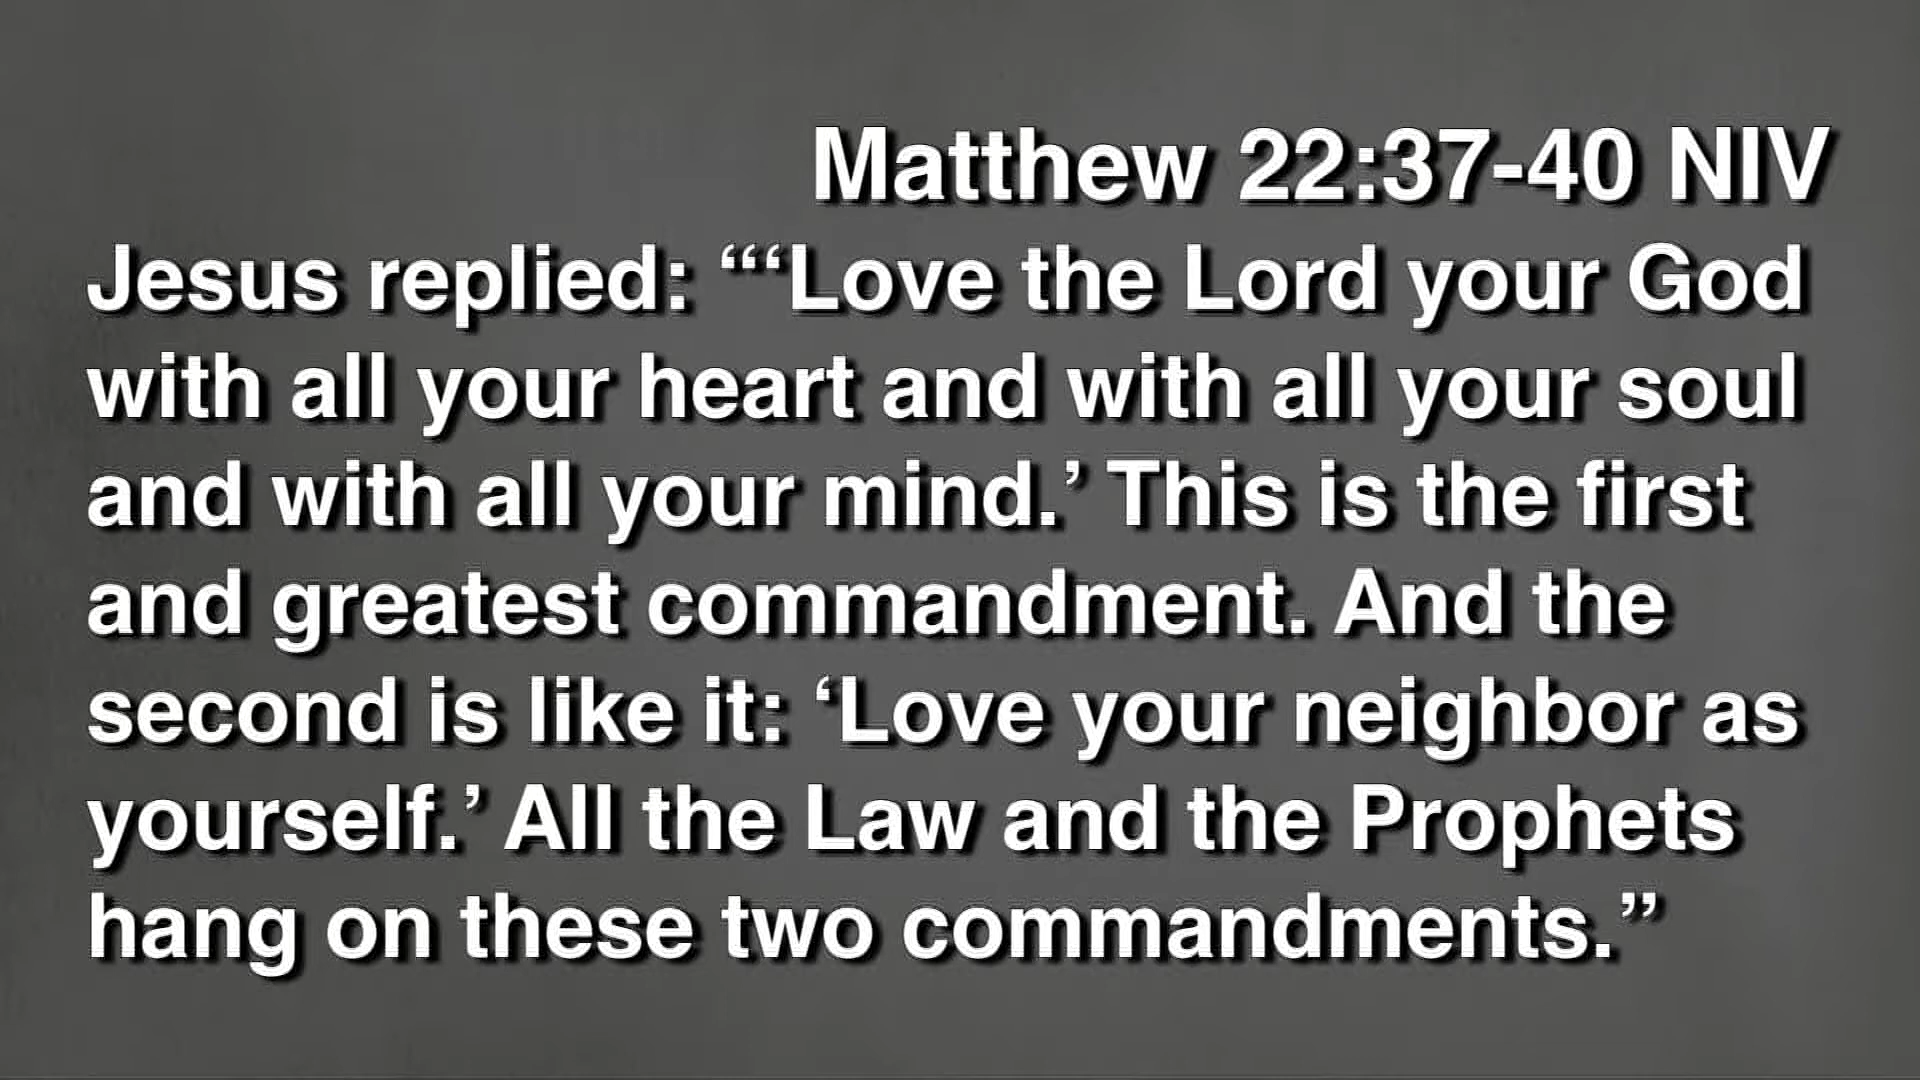 Matthew 22:37-40 NIV
Jesus replied: “‘“Love the Lord your God
with all your heart and with all your soul
and with all your mind.’ This is the first
and greatest commandment. And the
second is like it: ‘Love your neighbor as
yourself.’ All the Law and the Prophets
hang on these two commandments.”